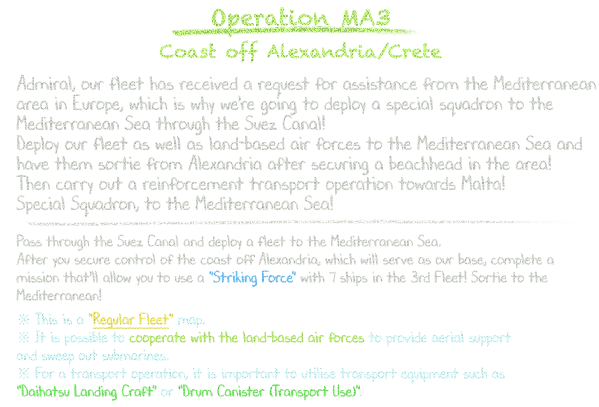 Operation MA3
Coast off Alexandria/Crete
Admiral, our fleet has received a request for assistance from the Mediterranean
area in Europe, which is why we're going to deploy a special squadron to the
Mediterranean Sea through the Suez Canal!
Deploy our fleet as well as land-based air forces to the Mediterranean Sea and
have them sortie from Alexandria after securing a beachhead in the area!
Then carry out a reinforcement transport operation towards Malta!
Special Squadron, to the Mediterranean Sea!
Pass through the Suez Canal and deploy a fleet to the Mediterranean Sea.
After you secure control of the coast off Alexandria, which will serve as our base, complete a
mission that'll allow you to use a "Striking Force" with 7 ships in the 3rd Fleet! Sortie to the
Mediterranean!
※ This is a "Regular Fleet" map.
※ It is possible to cooperate with the land-based air forces to provide aerial support
and sweep out submarines.
※ For a transport operation, it is important to utilise transport equipment such as
"Daihatsu Landing Craft" or "Drum Canister (Transport Use)".